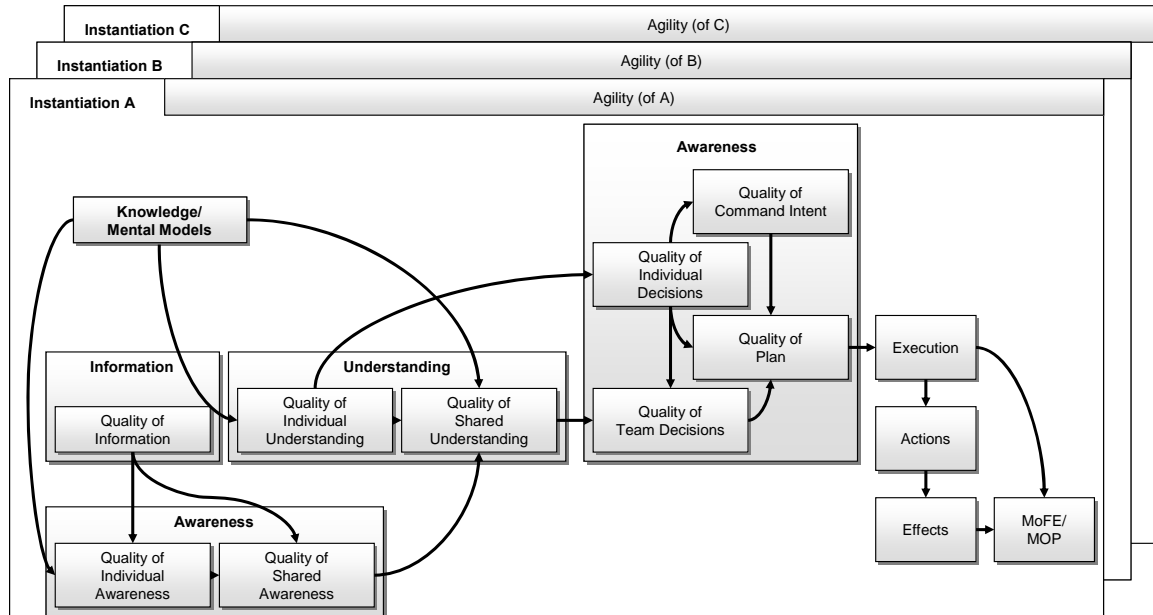 Instantiation C
Agility (of C)
Instantiation B
Agility (of B)
Instantiation A
Agility (of A)
Awareness
Quality of
Command Intent
Knowledge/
Mental Models
Quality of
Individual
Decisions
Quality of
Plan
Execution
Information
Understanding
Quality of
Information
Quality of
Individual
Understanding
Quality of
Shared
Understanding
Quality of
Team Decisions
Actions
Awareness
Quality of
Individual
Awareness
Quality of
Shared
Awareness
Effects
MoFE/
MOP